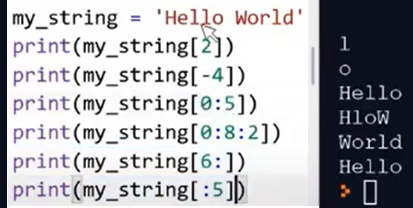 my_string = 'Hello World'
print(my_string[2])
print(my_string[-4])
print(my_string[0:5])
print(my_string[0:8:2])
print(my_string[6:])
print(my_string[:5])
l
o
Hello
HloW
World
Hello
>